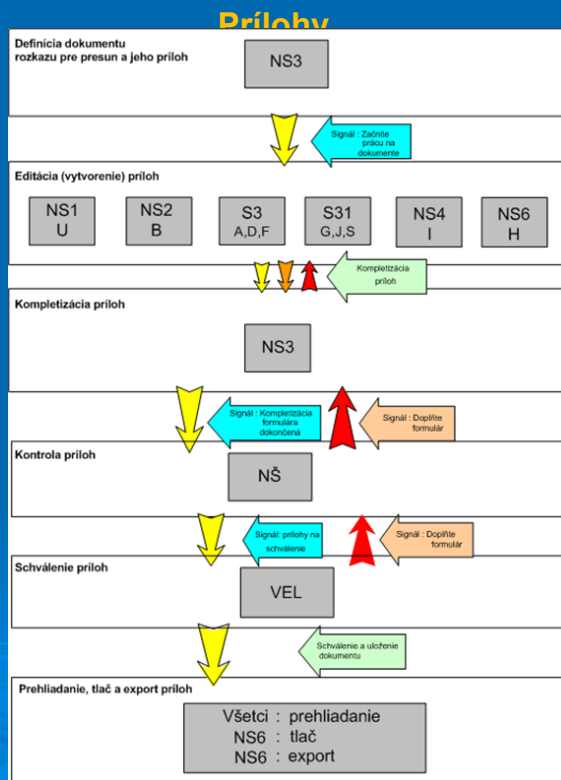 Prílohy
Definícia dokumentu
rozkazu pre presun a jeho príloh
NS3
Signál : Začnite
prácu na
dokumente
Editácia (vytvorenie) príloh
NS1
U
NS2
B
S3
A,D,F
S31
G,J,S
NS4
I
NS6
H
Kompletizácia
príloh
Kompletizácia príloh
NS3
Signál : Kompletizácia
formulára
dokončená
Signál : Doplňte
formulár
Kontrola príloh
NŠ
Signál: prílohy na
schválenie
Signál : Doplňte
formulár
Schválenie príloh
VEL
Schválenie a uloženie
dokumentu
Prehliadanie, tlač a export príloh
Všetci : prehliadanie
NS6 : tlač
NS6 : export